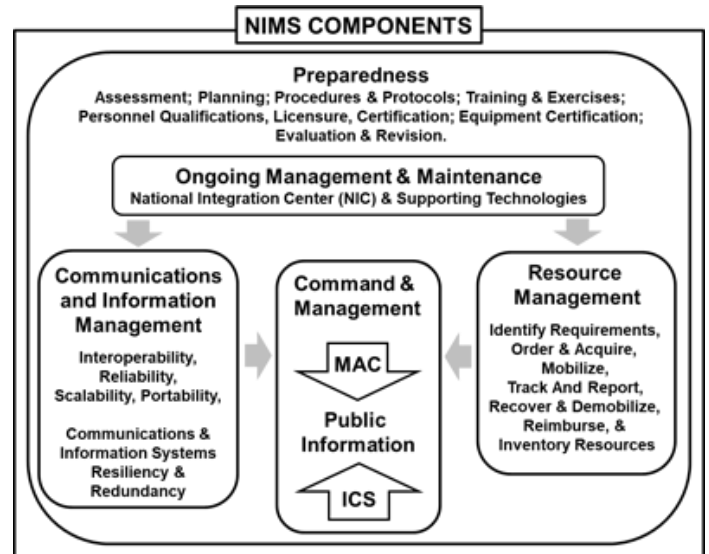 NIMS COMPONENTS
Preparedness
Assessment; Planning; Procedures & Protocols; Training & Exercises;
Personnel Qualifications, Licensure, Certification; Equipment Certification;
Evaluation & Revision.
Ongoing Management & Maintenance
National Integration Center (NIC) & Supporting Technologies
Communications
and Information
Management
Interoperability,
Reliability,
Scalability, Portability,
Communications &
Information Systems
Resiliency &
Redundancy
Command &
Management
MAC
Public
Information
ICS
Resource
Management
Identify Requirements,
Order & Acquire,
Mobilize,
Track And Report,
Recover & Demobilize,
Reimburse, &
Inventory Resources